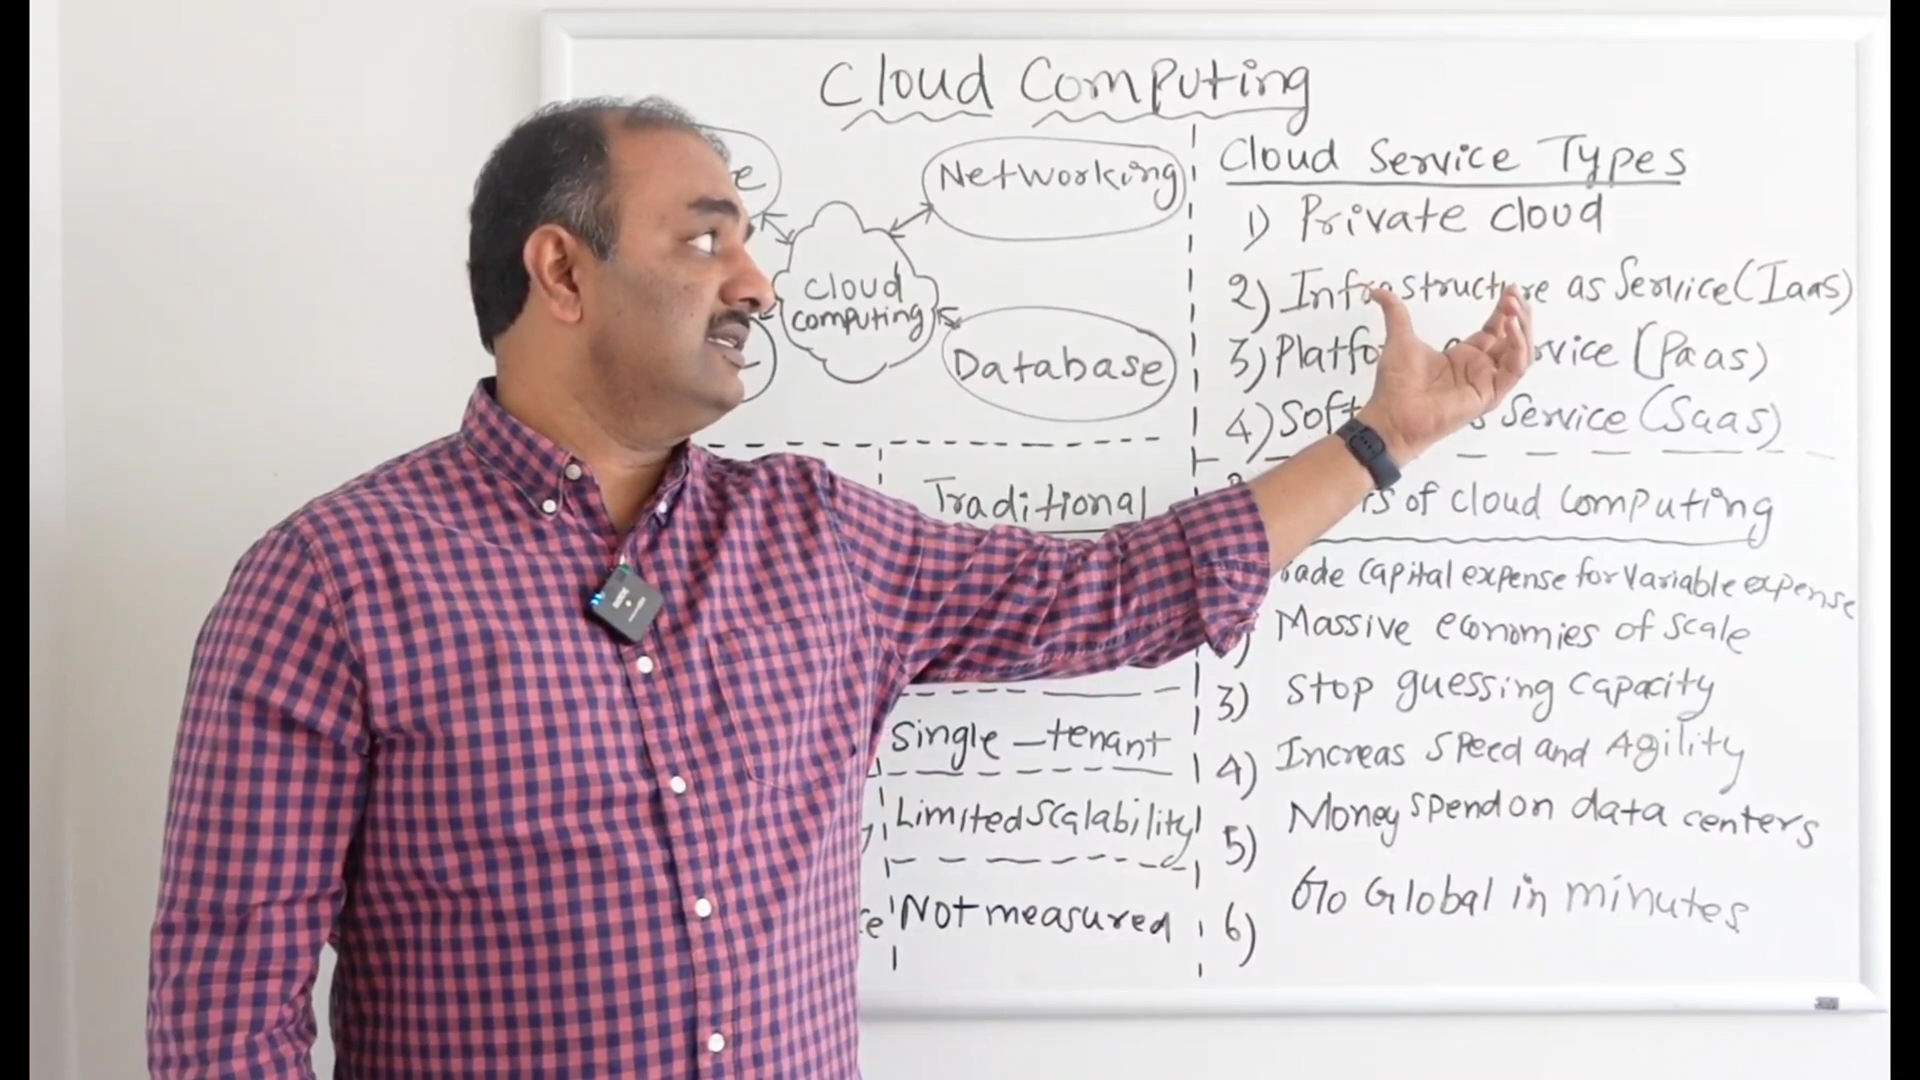 Cloud Computing
Networking
Cloud
Computing
Database
Traditional
Single-tenant
Limited Scalability
Not measured
Cloud Service Types
1) Private cloud
2) Infrastructure as Service (IaaS)
3) (Paas)
4) Service (Saas)
of Cloud Computing
Capital expense for Variable expense
Massive economies of scale
3) Stop guessing capacity
4) Increas speed and Agility
5) Money spend on data centers
6) Go Global in minutes